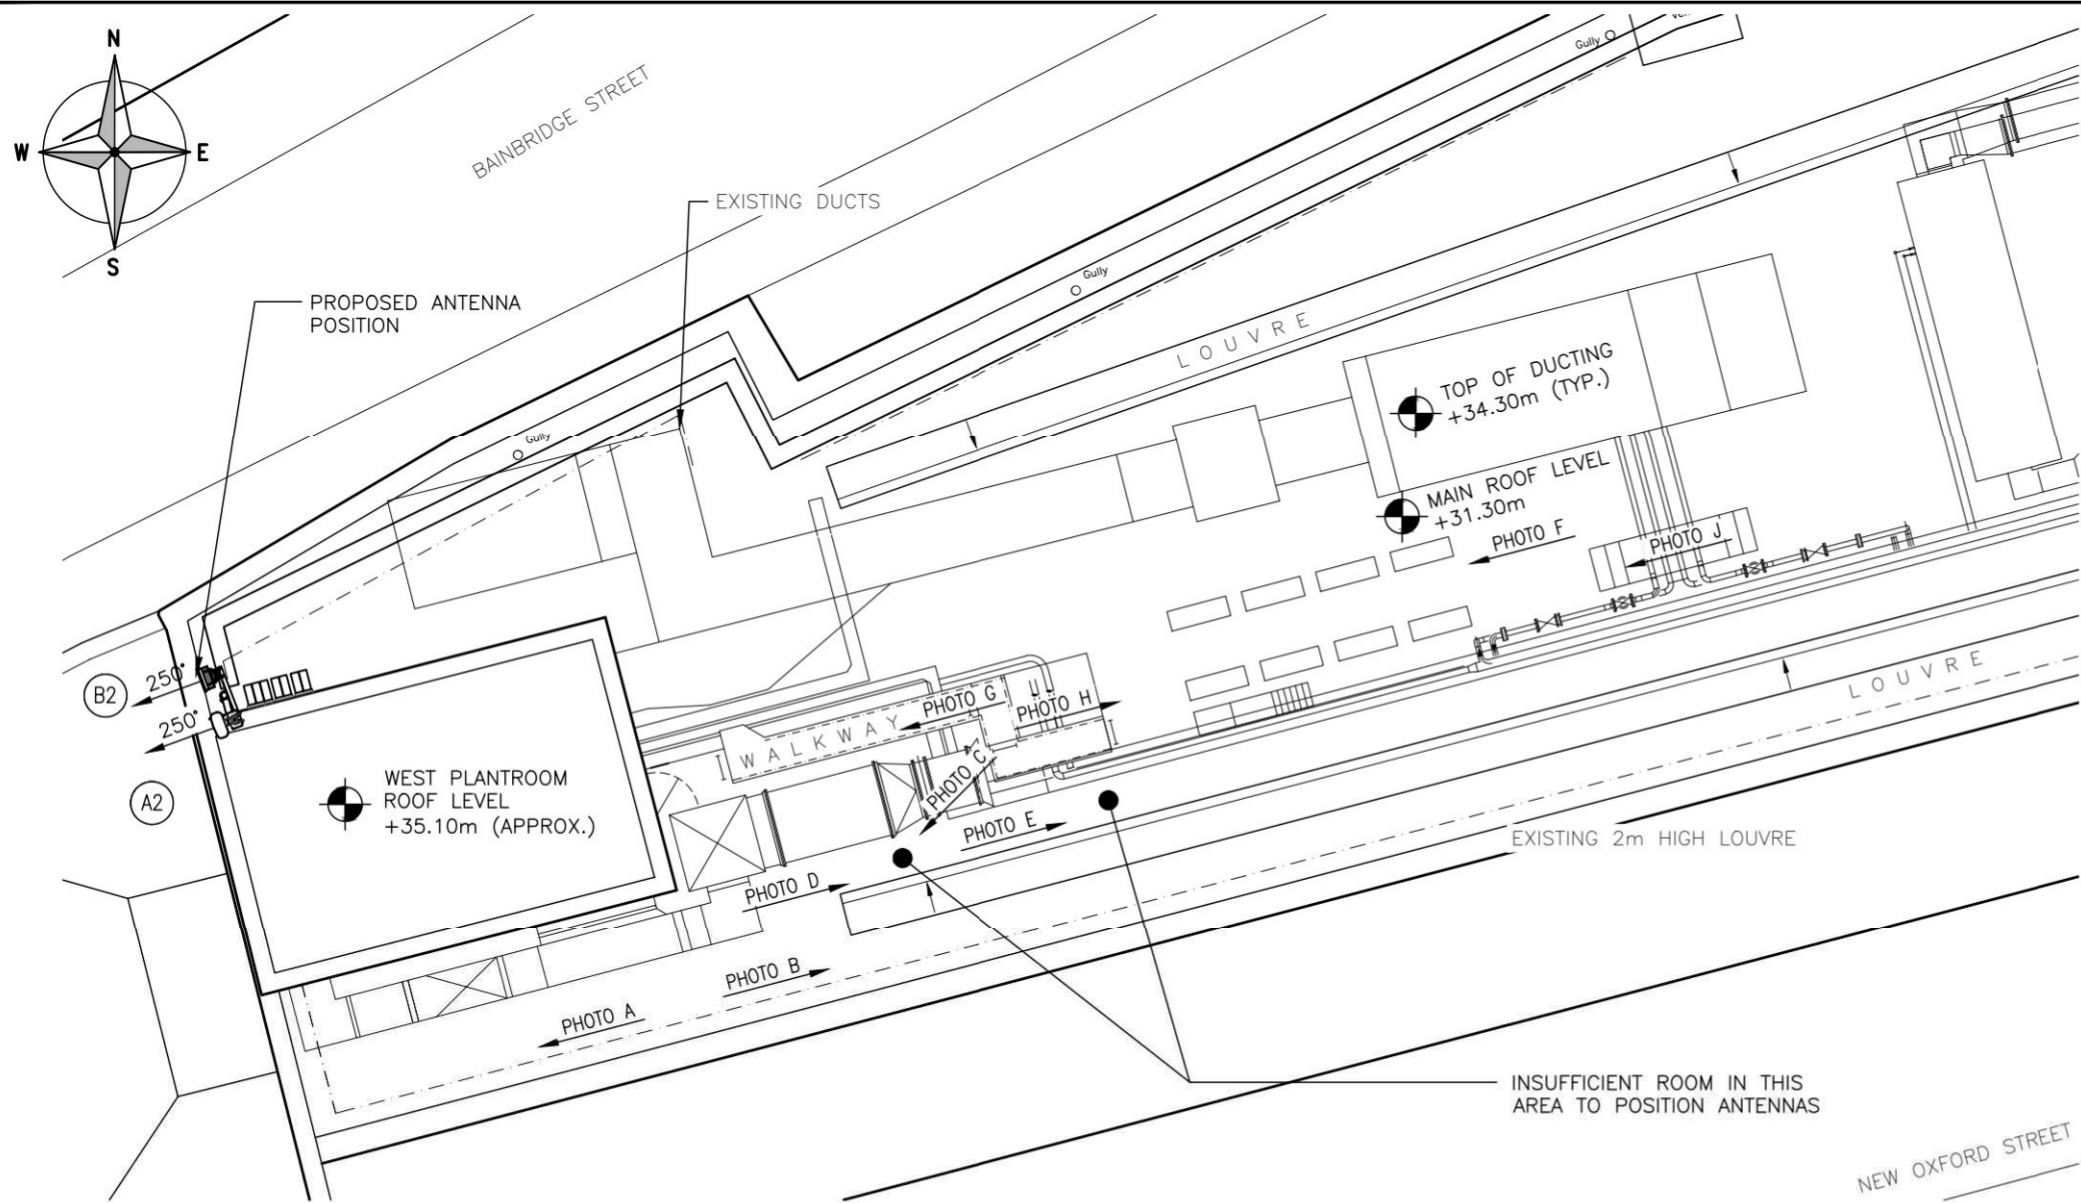 N
W
E
S
BAINBRIDGE STREET
Gully
EXISTING DUCTS
PROPOSED ANTENNA
POSITION
Gully
LOUVRE
TOP OF DUCTING
+34.30m (TYP.)
Gully
MAIN ROOF LEVEL
+31.30m
PHOTO F
PHOTO J
B2
250°
250°
A2
WEST PLANTROOM
ROOF LEVEL
+35.10m (APPROX.)
WALKWAY
PHOTO G
PHOTO H
PHOTO C
PHOTO E
LOUVRE
EXISTING 2m HIGH LOUVRE
PHOTO D
PHOTO B
PHOTO A
INSUFFICIENT ROOM IN THIS
AREA TO POSITION ANTENNAS
NEW OXFORD STREET